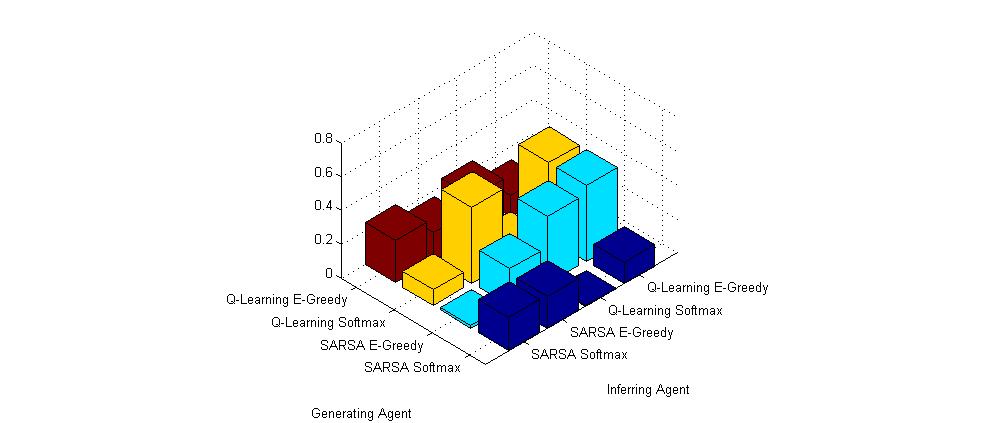 0.8
0.6
0.4
0.2
0
Q-Learning E-Greedy
Q-Learning Softmax
SARSA E-Greedy
SARSA Softmax
Generating Agent
Q-Learning E-Greedy
Q-Learning Softmax
SARSA E-Greedy
SARSA Softmax
Inferring Agent